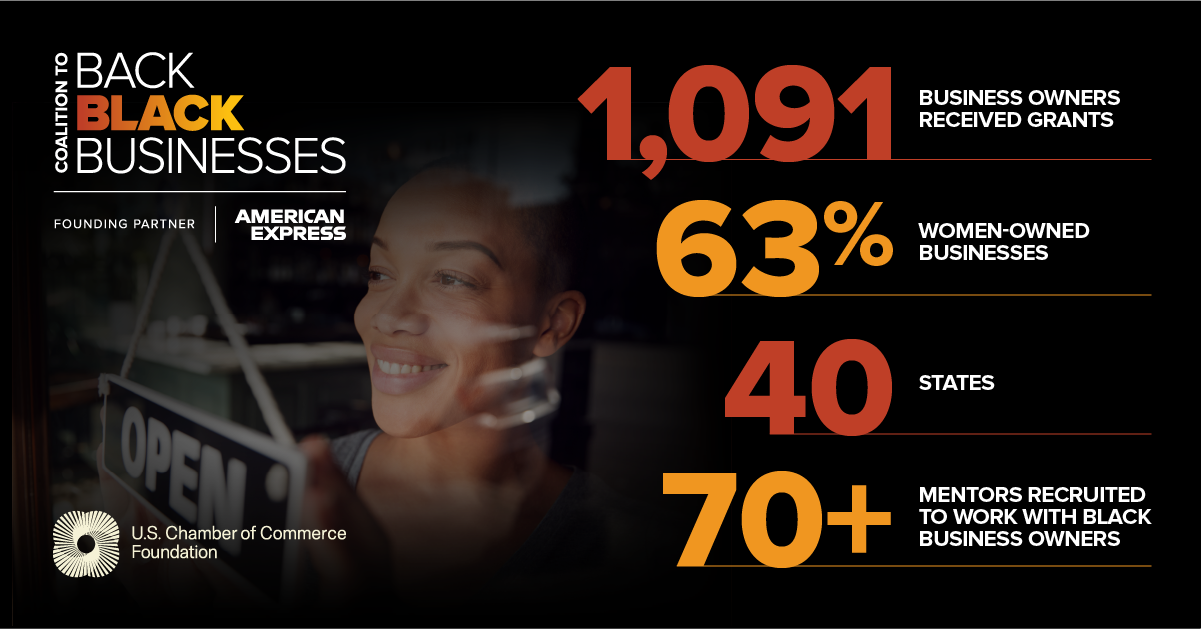 COALITION TO
BACK
BLACK
BUSINESSES
FOUNDING PARTNER
AMERICAN
EXPRESS
OPEN
U.S. Chamber of Commerce
Foundation
1,091
BUSINESS OWNERS
RECEIVED GRANTS
63%
WOMEN-OWNED
BUSINESSES
40
STATES
70+
MENTORS RECRUITED
TO WORK WITH BLACK
BUSINESS OWNERS